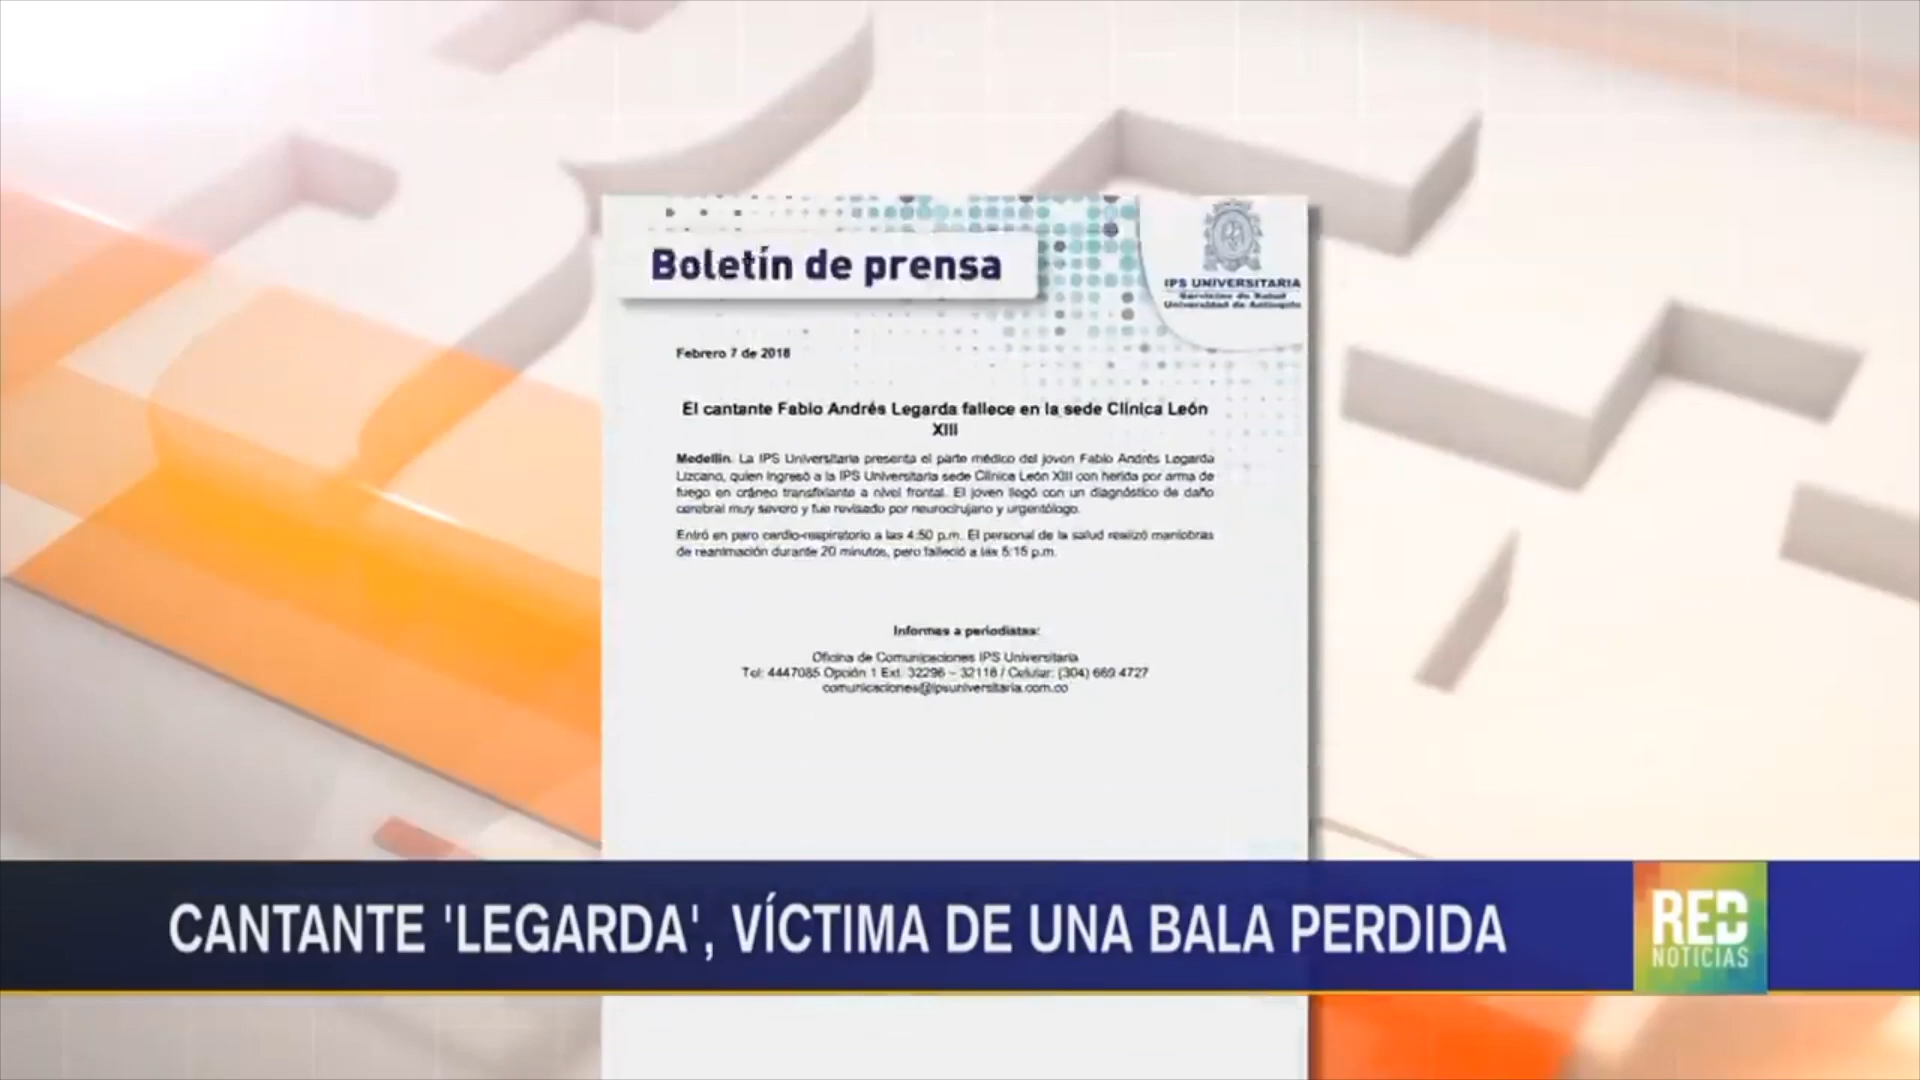 Boletín de prensa
IPS UNIVERSITARIA
Servicios de Salud
Universidad de Antioquia
Febrero 7 de 2018
El cantante Fabio Andrés Legarda fallece en la sede Clínica León
XIII
Medellín. La IPS Universitaria presenta el parte médico del joven Fabio Andrés Legarda
Lizcano, quien ingresó a la IPS Universitaria sede Clínica León XIII con herida por arma de
fuego en cráneo transfixiante a nivel frontal. El joven llegó con un diagnóstico de daño
cerebral muy severo y fue revisado por neurocirujano y urgentólogo.
Entró en paro cardio-respiratorio a las 4:50 p.m. El personal de la salud realizó maniobras
de reanimación durante 20 minutos, pero falleció a las 5:15 p.m.
Informes a periodistas:
Oficina de Comunicaciones IPS Universitaria
Tel: 4447085 Opción 1 Ext. 32296 – 32118 / Celular: (304) 669 4727
comunicaciones@ipsuniversitaria.com.co
CANTANTE 'LEGARDA', VÍCTIMA DE UNA BALA PERDIDA
RED
NOTICIAS